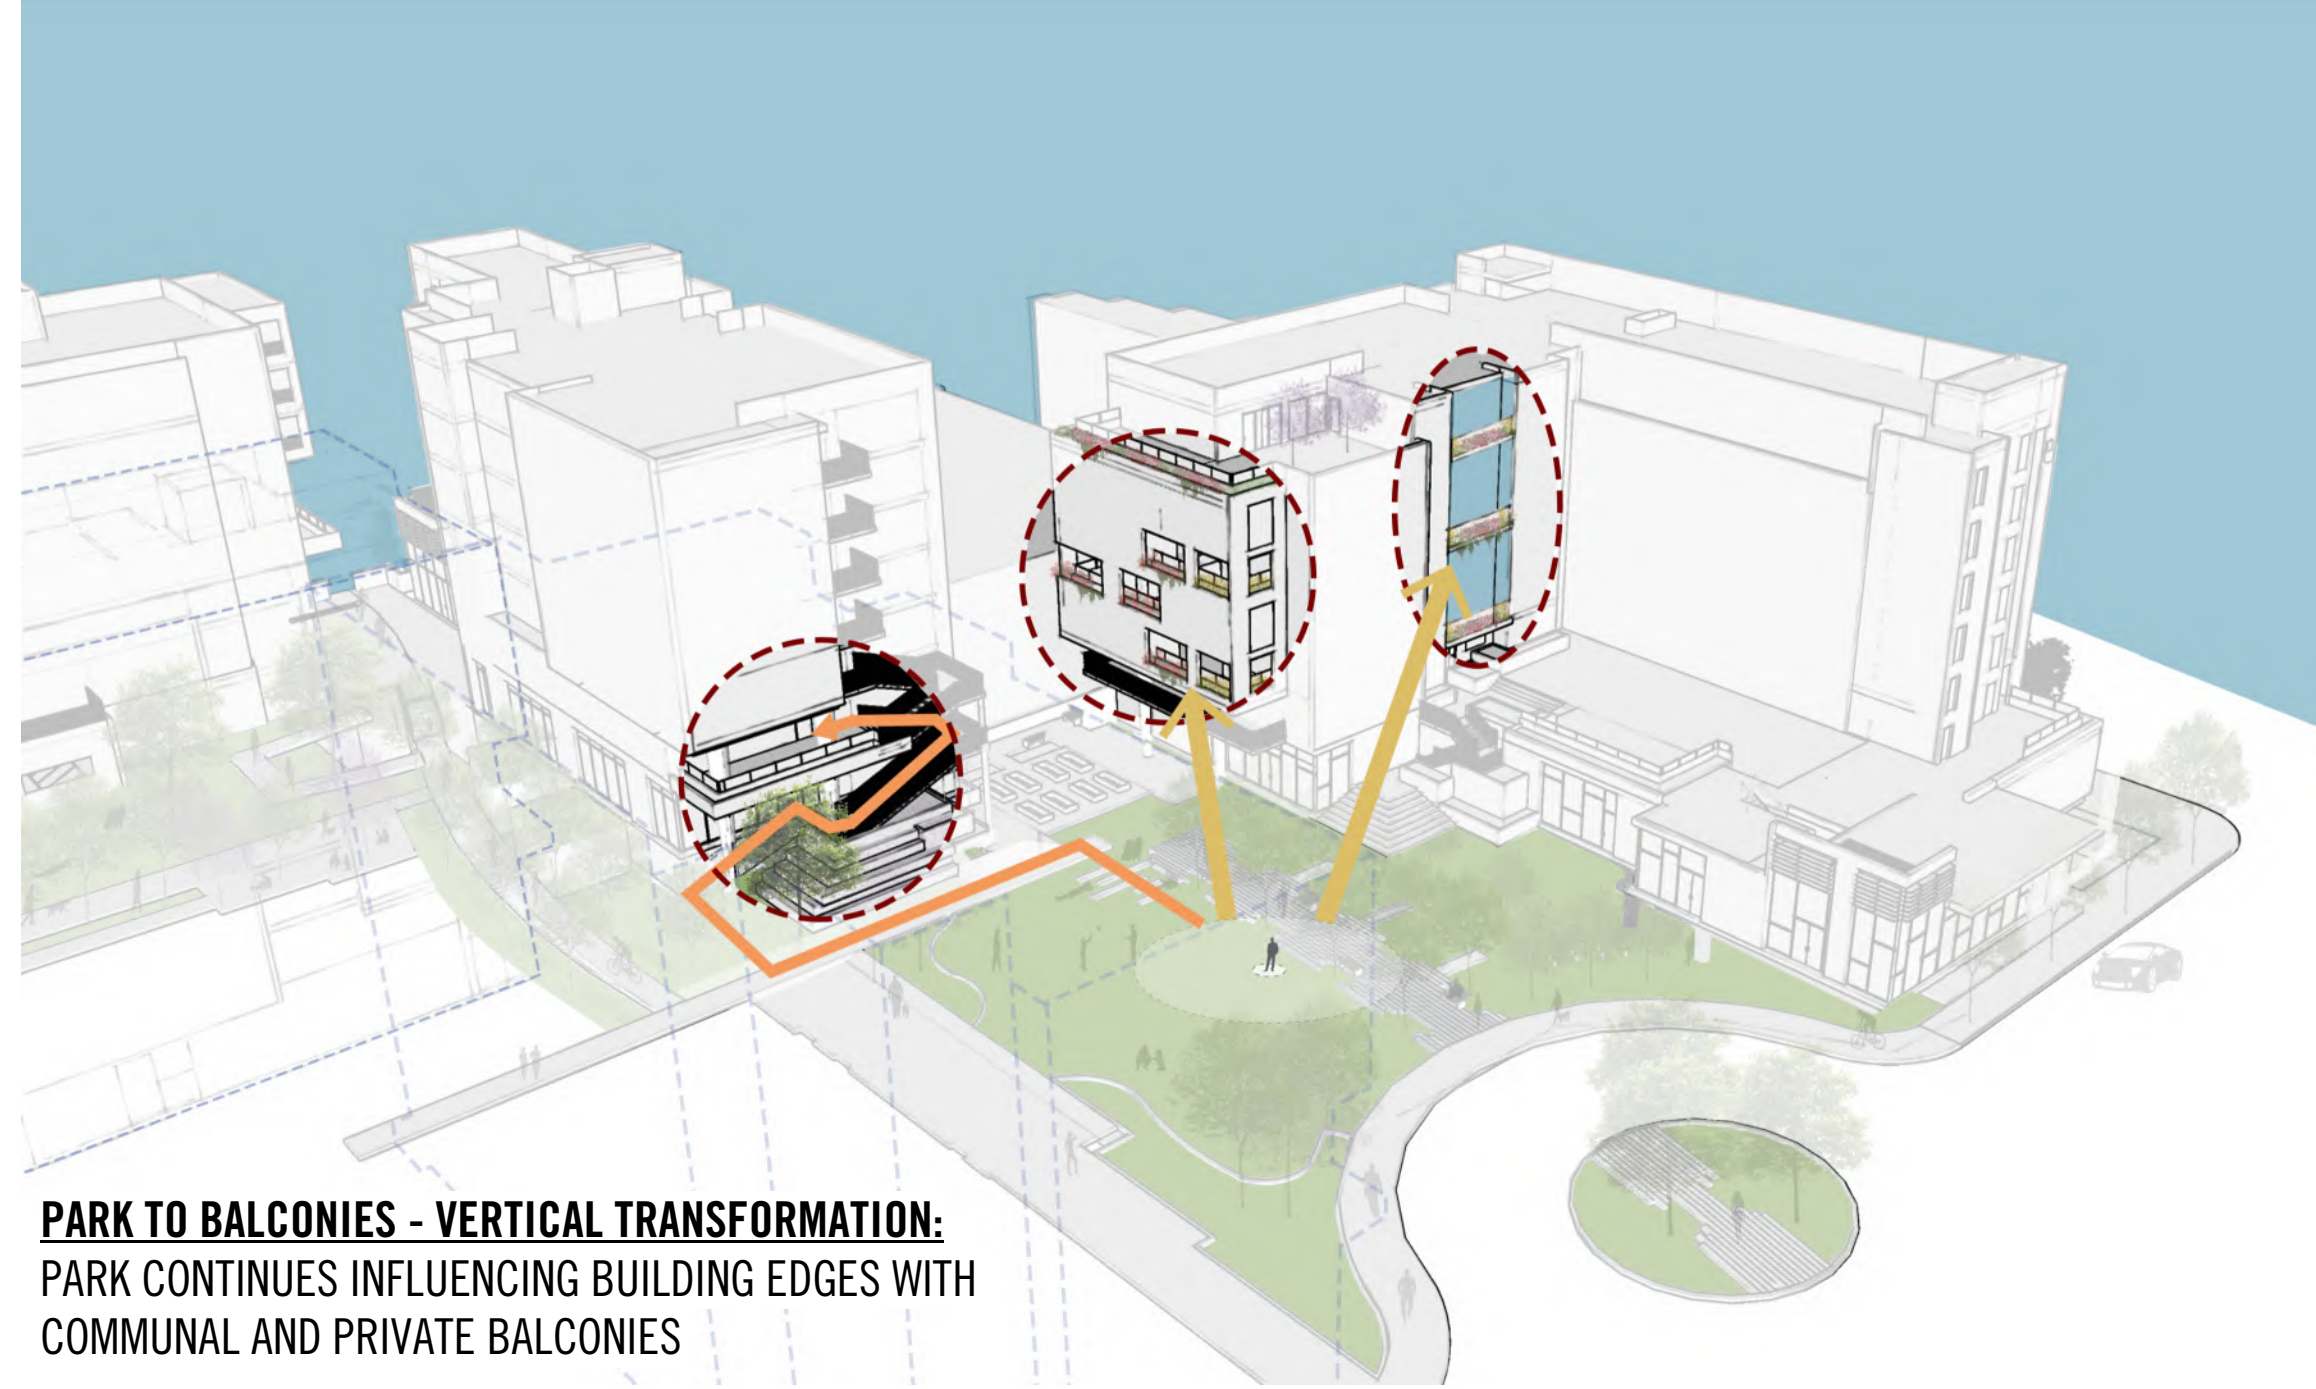 PARK TO BALCONIES - VERTICAL TRANSFORMATION:
PARK CONTINUES INFLUENCING BUILDING EDGES WITH
COMMUNAL AND PRIVATE BALCONIES